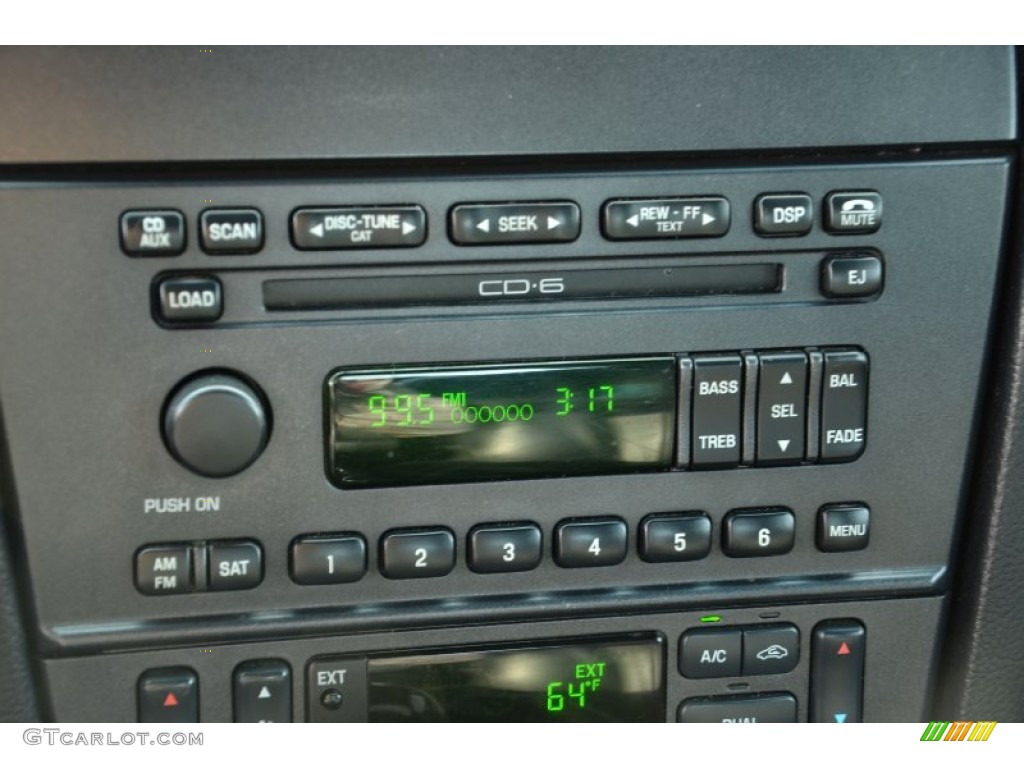 CD AUX
SCAN
DISC-TUNE
CAT
SEEK
REW - FF
TEXT
DSP
MUTE
LOAD
CD·6
EJ
99.5 FM1 000000 3:17
BASS
TREB
SEL
BAL
FADE
PUSH ON
AM FM
SAT
1 2 3 4 5 6
MENU
EXT
EXT
64°F
A/C
DUAL
GTCARLOT.COM